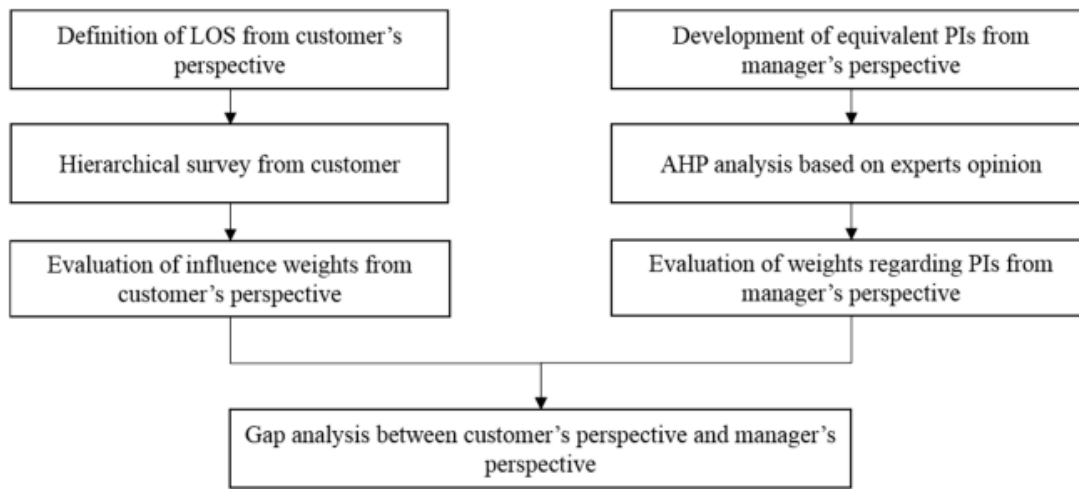 Definition of LOS from customer’s
perspective
Development of equivalent PIs from
manager’s perspective
Hierarchical survey from customer
AHP analysis based on experts opinion
Evaluation of influence weights from
customer’s perspective
Evaluation of weights regarding PIs from
manager’s perspective
Gap analysis between customer’s perspective and manager’s
perspective